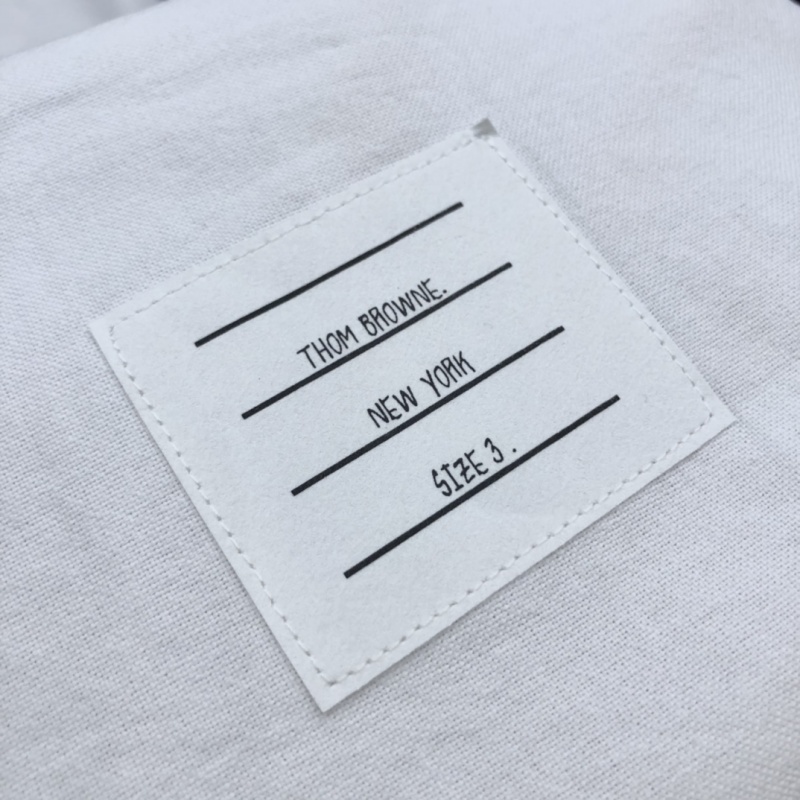 THOM BROWNE.
NEW YORK
SIZE 3 .